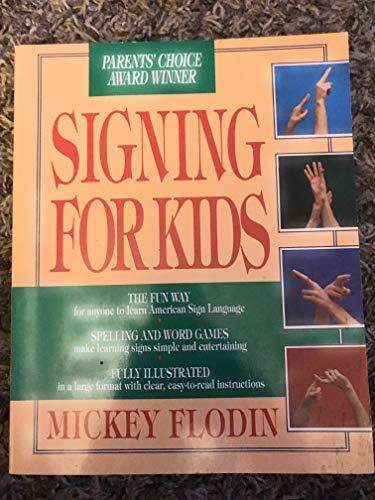 PARENTS' CHOICE
AWARD WINNER
SIGNING
FOR KIDS
THE FUN WAY
for anyone to learn American Sign Language
SPELLING AND WORD GAMES
make learning signs simple and entertaining
FULLY ILLUSTRATED
in a large format with clear, easy-to-read instructions
MICKEY FLODIN